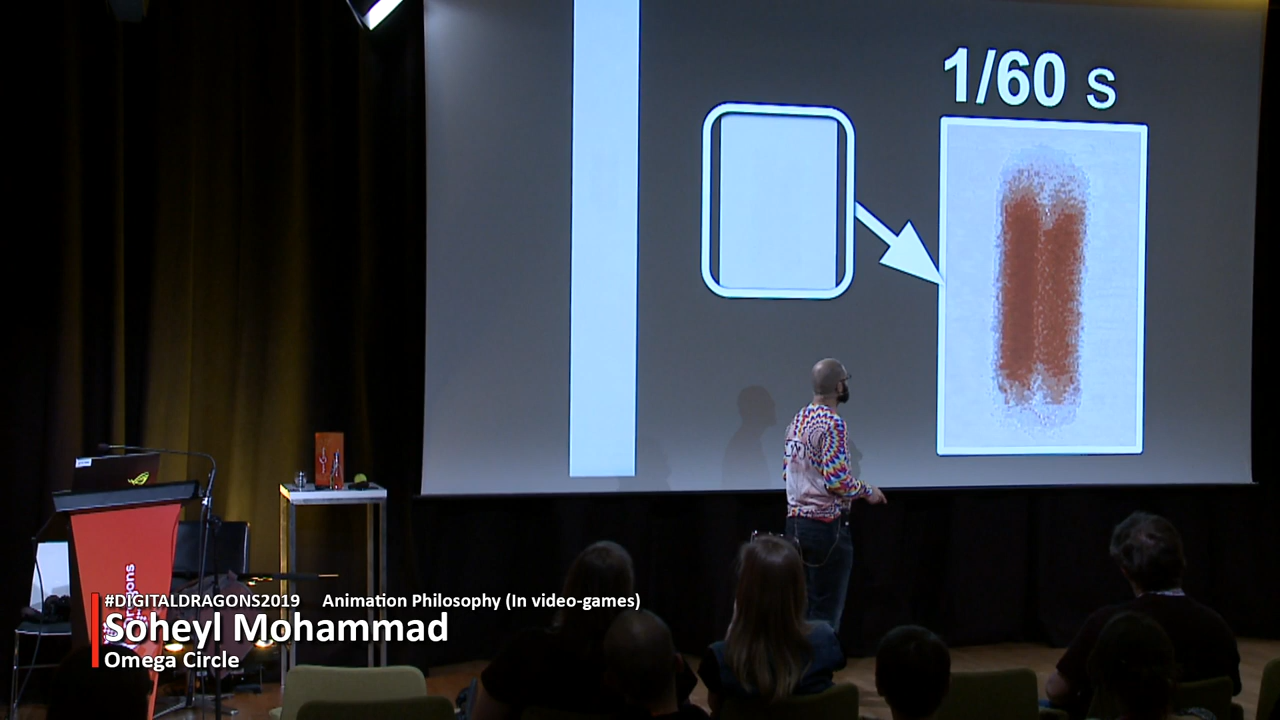 1/60 s
#DIGITALDRAGONS2019 Animation Philosophy (In video-games)
Soheyl Mohammad
Omega Circle